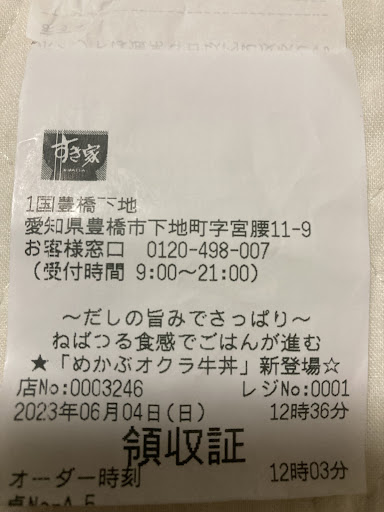 すき家
1国豊橋下地
愛知県豊橋市下地町字宮腰11-9
お客様窓口 0120-498-007
(受付時間 9:00～21:00)
～だしの旨みでさっぱり～
ねばつる食感でごはんが進む
★「めかぶオクラ牛丼」新登場☆
店No:0003246 レジNo:0001
2023年06月04日(日) 12時36分
領収証
オーダー時刻 12時03分
卓No-A 5